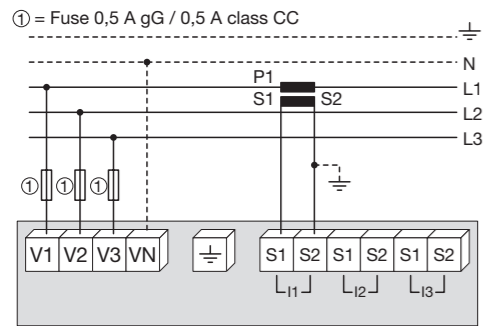 ① = Fuse 0,5 A gG / 0,5 A class CC
N
P1
L1
S1 S2
L2
L3
① ① ①
V1 V2 V3 VN S1 S2 S1 S2 S1 S2
I1 I2 I3